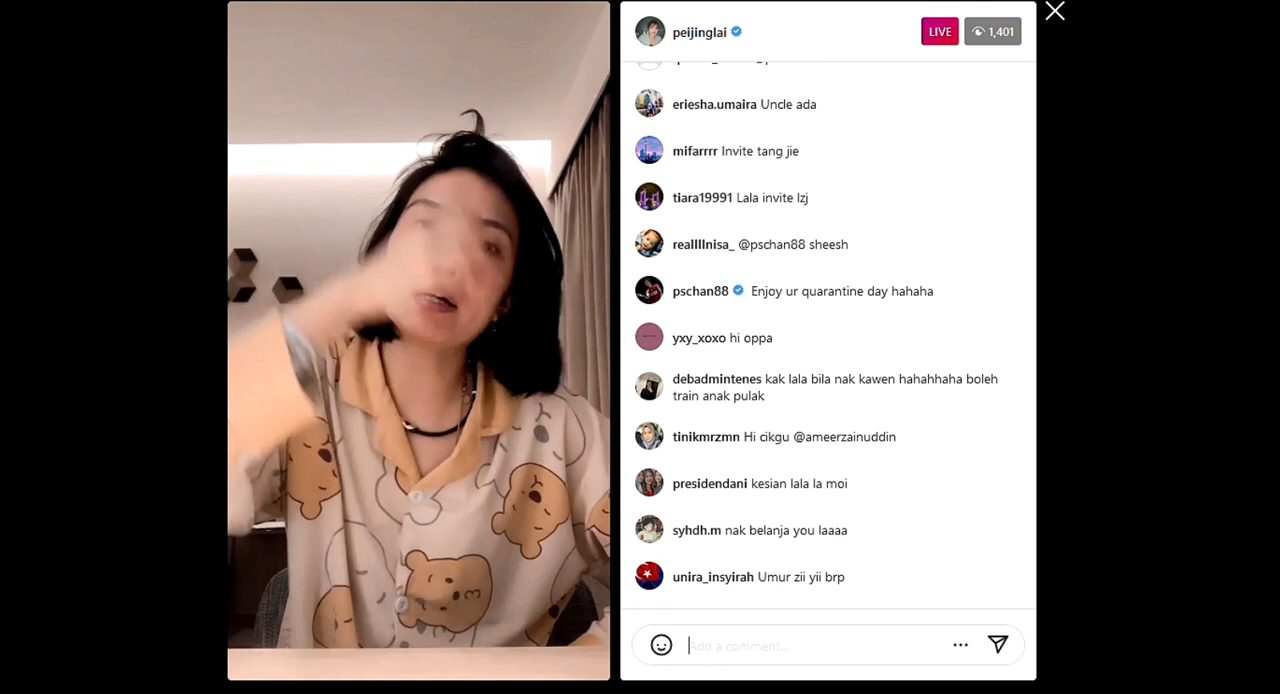 peijinglai
LIVE
1,401
eriesha.umaira Uncle ada
mifarrrr Invite tang jie
tiara19991 Lala invite lzj
reallllnisa_ @pschan88 sheesh
pschan88 Enjoy ur quarantine day hahaha
yxy_xoxo hi oppa
debadmintenes kak lala bila nak kawen hahahhaha boleh
train anak pulak
tinikmrzmn Hi cikgu @ameerzainuddin
presidendani kesian lala la moi
syhdh.m nak belanja you laaaa
unira_insyirah Umur zii yii brp
Add a comment...